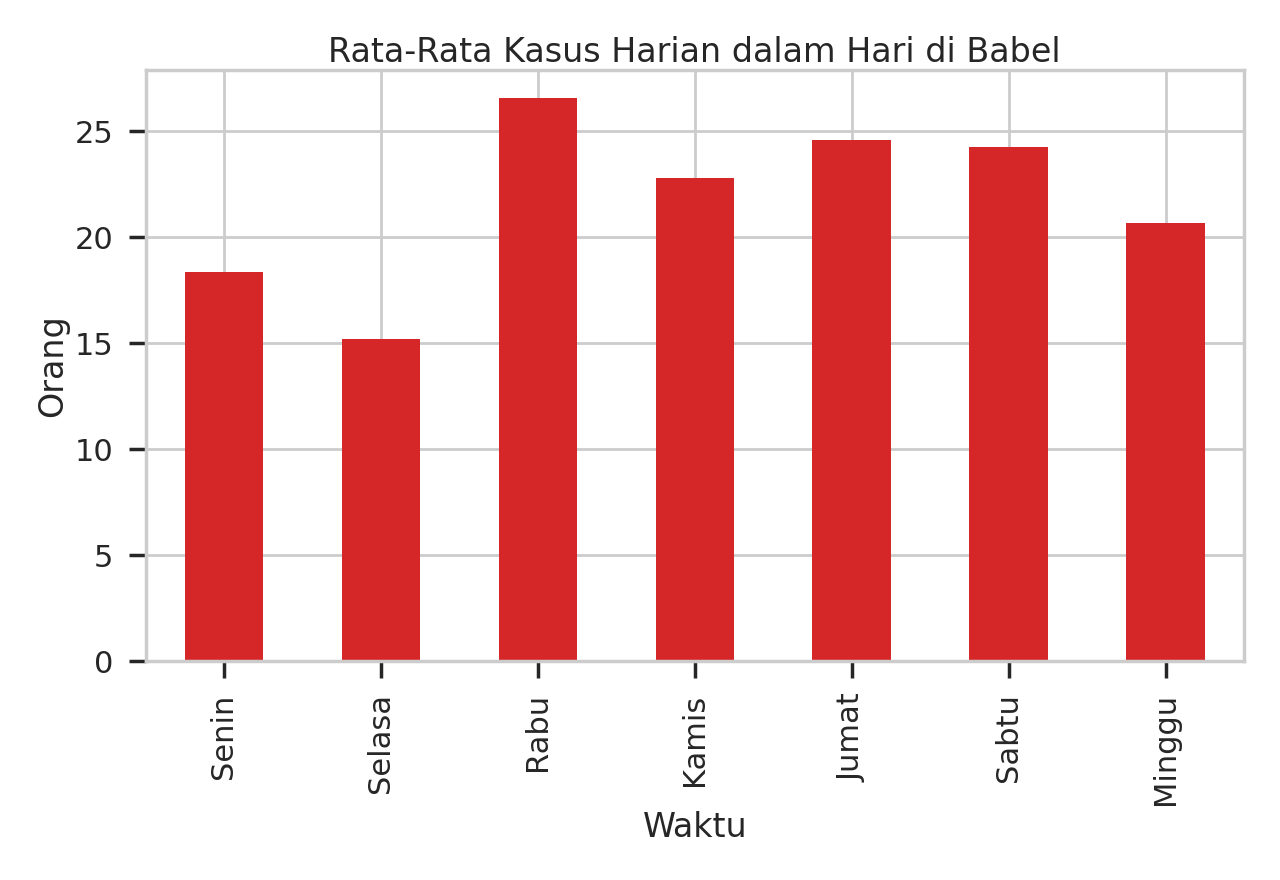 Rata-Rata Kasus Harian dalam Hari di Babel
Orang
25
20
15
10
5
0
Senin
Selasa
Rabu
Kamis
Jumat
Sabtu
Minggu
Waktu